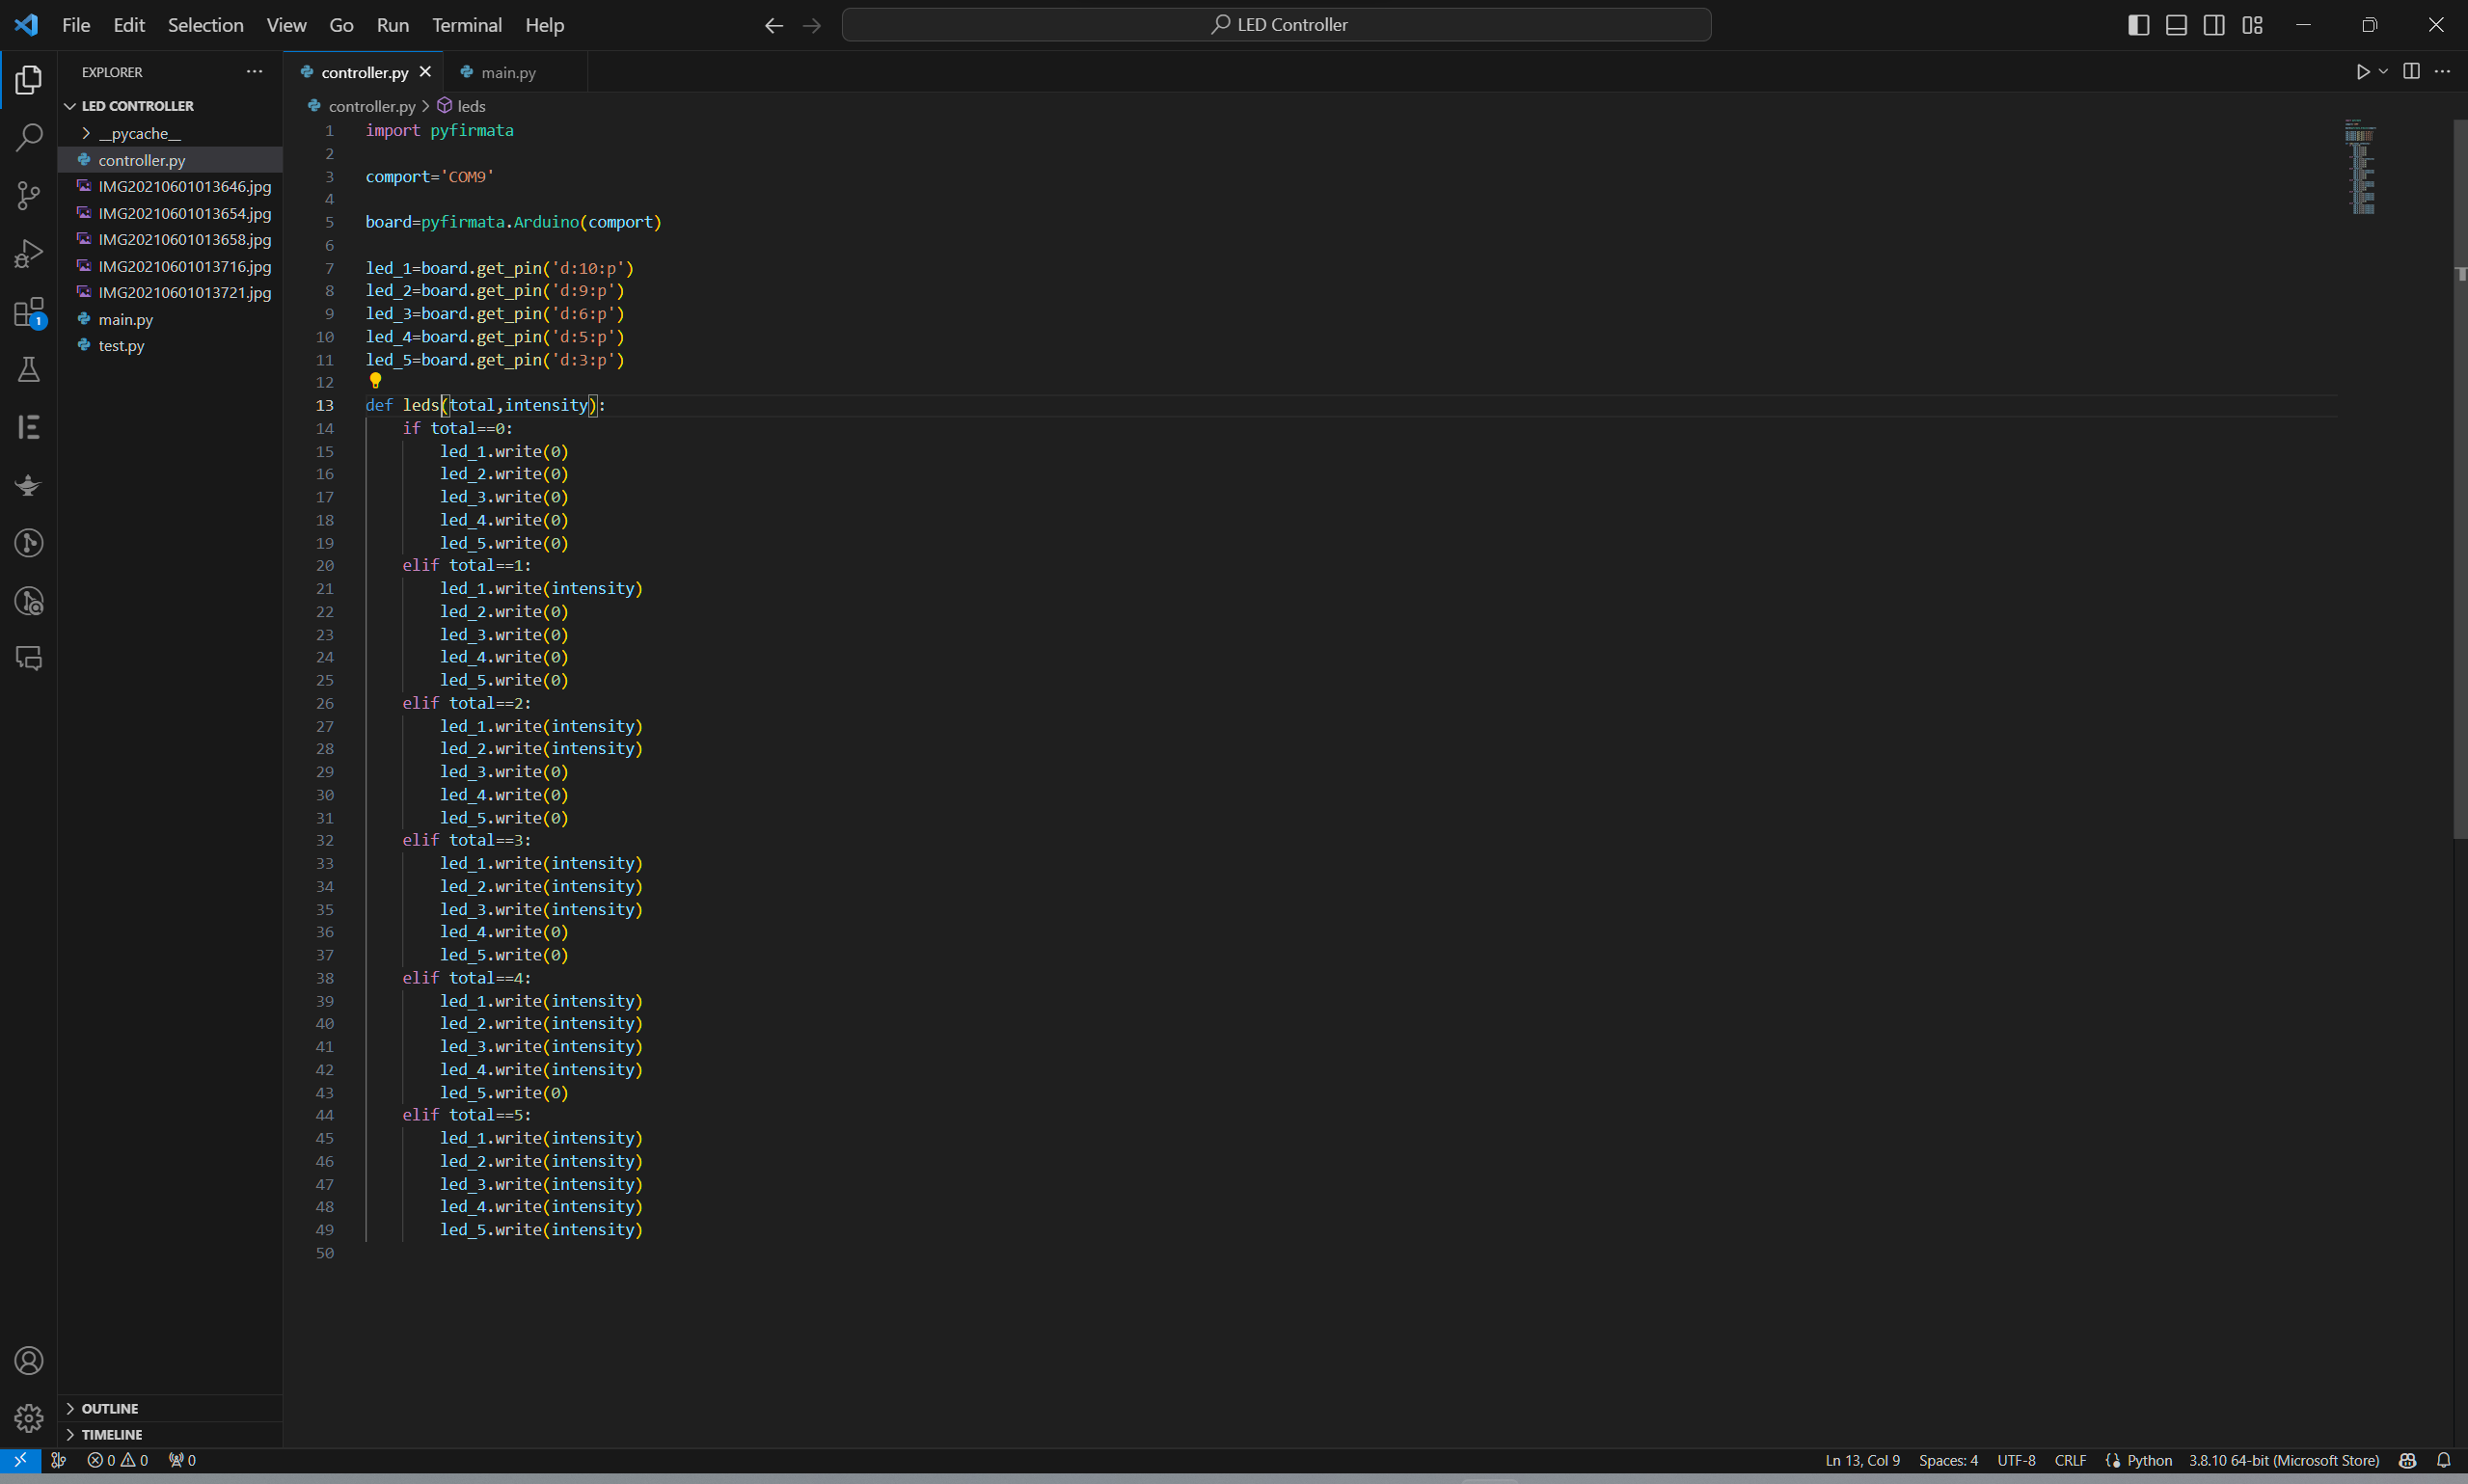 File Edit Selection View Go Run Terminal Help
LED Controller
EXPLORER
LED CONTROLLER
__pycache__
controller.py
IMG20210601013646.jpg
IMG20210601013654.jpg
IMG20210601013658.jpg
IMG20210601013716.jpg
IMG20210601013721.jpg
main.py
test.py
1
OUTLINE
TIMELINE
controller.py main.py
controller.py > leds
1 import pyfirmata
2
3 comport='COM9'
4
5 board=pyfirmata.Arduino(comport)
6
7 led_1=board.get_pin('d:10:p')
8 led_2=board.get_pin('d:9:p')
9 led_3=board.get_pin('d:6:p')
10 led_4=board.get_pin('d:5:p')
11 led_5=board.get_pin('d:3:p')
12
13 def leds(total,intensity):
14     if total==0:
15         led_1.write(0)
16         led_2.write(0)
17         led_3.write(0)
18         led_4.write(0)
19         led_5.write(0)
20     elif total==1:
21         led_1.write(intensity)
22         led_2.write(0)
23         led_3.write(0)
24         led_4.write(0)
25         led_5.write(0)
26     elif total==2:
27         led_1.write(intensity)
28         led_2.write(intensity)
29         led_3.write(0)
30         led_4.write(0)
31         led_5.write(0)
32     elif total==3:
33         led_1.write(intensity)
34         led_2.write(intensity)
35         led_3.write(intensity)
36         led_4.write(0)
37         led_5.write(0)
38     elif total==4:
39         led_1.write(intensity)
40         led_2.write(intensity)
41         led_3.write(intensity)
42         led_4.write(intensity)
43         led_5.write(0)
44     elif total==5:
45         led_1.write(intensity)
46         led_2.write(intensity)
47         led_3.write(intensity)
48         led_4.write(intensity)
49         led_5.write(intensity)
50
0 0 0 Ln 13, Col 9 Spaces: 4 UTF-8 CRLF Python 3.8.10 64-bit (Microsoft Store)